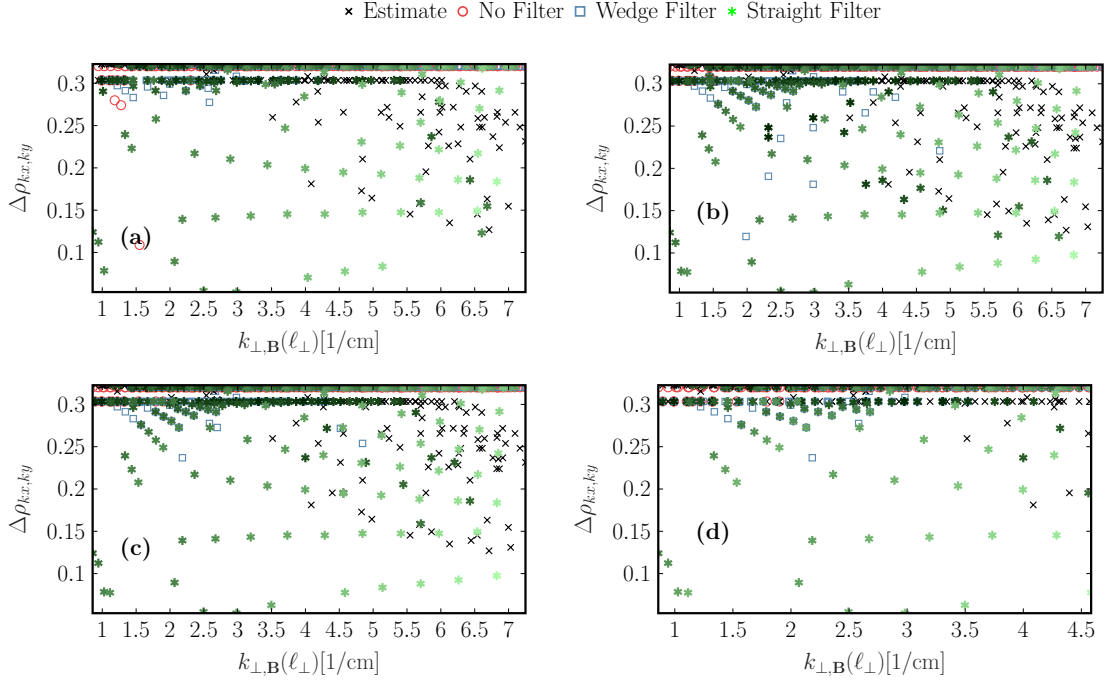 × Estimate ○ No Filter □ Wedge Filter * Straight Filter
0.3
0.25
0.2
0.15
0.1
Δρkx,ky
(a)
1 1.5 2 2.5 3 3.5 4 4.5 5 5.5 6 6.5 7
k⊥,B(ℓ⊥)[1/cm]
0.3
0.25
0.2
0.15
0.1
Δρkx,ky
(b)
1 1.5 2 2.5 3 3.5 4 4.5 5 5.5 6 6.5 7
k⊥,B(ℓ⊥)[1/cm]
0.3
0.25
0.2
0.15
0.1
Δρkx,ky
(c)
1 1.5 2 2.5 3 3.5 4 4.5 5 5.5 6 6.5 7
k⊥,B(ℓ⊥)[1/cm]
0.3
0.25
0.2
0.15
0.1
Δρkx,ky
(d)
1 1.5 2 2.5 3 3.5 4 4.5
k⊥,B(ℓ⊥)[1/cm]